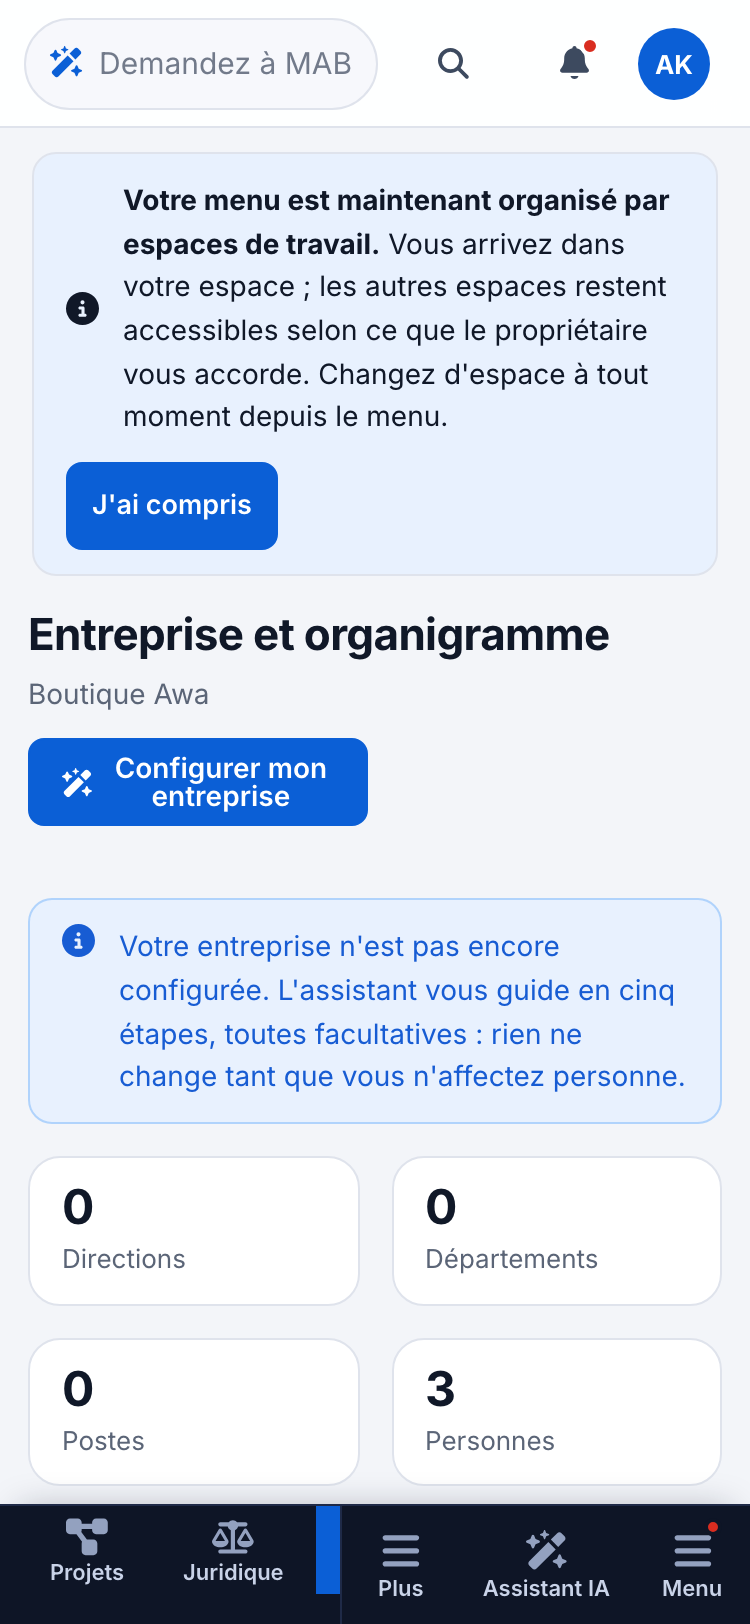 Demandez à MAB
AK
Votre menu est maintenant organisé par
espaces de travail. Vous arrivez dans
votre espace ; les autres espaces restent
accessibles selon ce que le propriétaire
vous accorde. Changez d'espace à tout
moment depuis le menu.
J'ai compris
Entreprise et organigramme
Boutique Awa
Configurer mon
entreprise
Votre entreprise n'est pas encore
configurée. L'assistant vous guide en cinq
étapes, toutes facultatives : rien ne
change tant que vous n'affectez personne.
0
Directions
0
Départements
0
Postes
3
Personnes
Projets
Juridique
Plus
Assistant IA
Menu